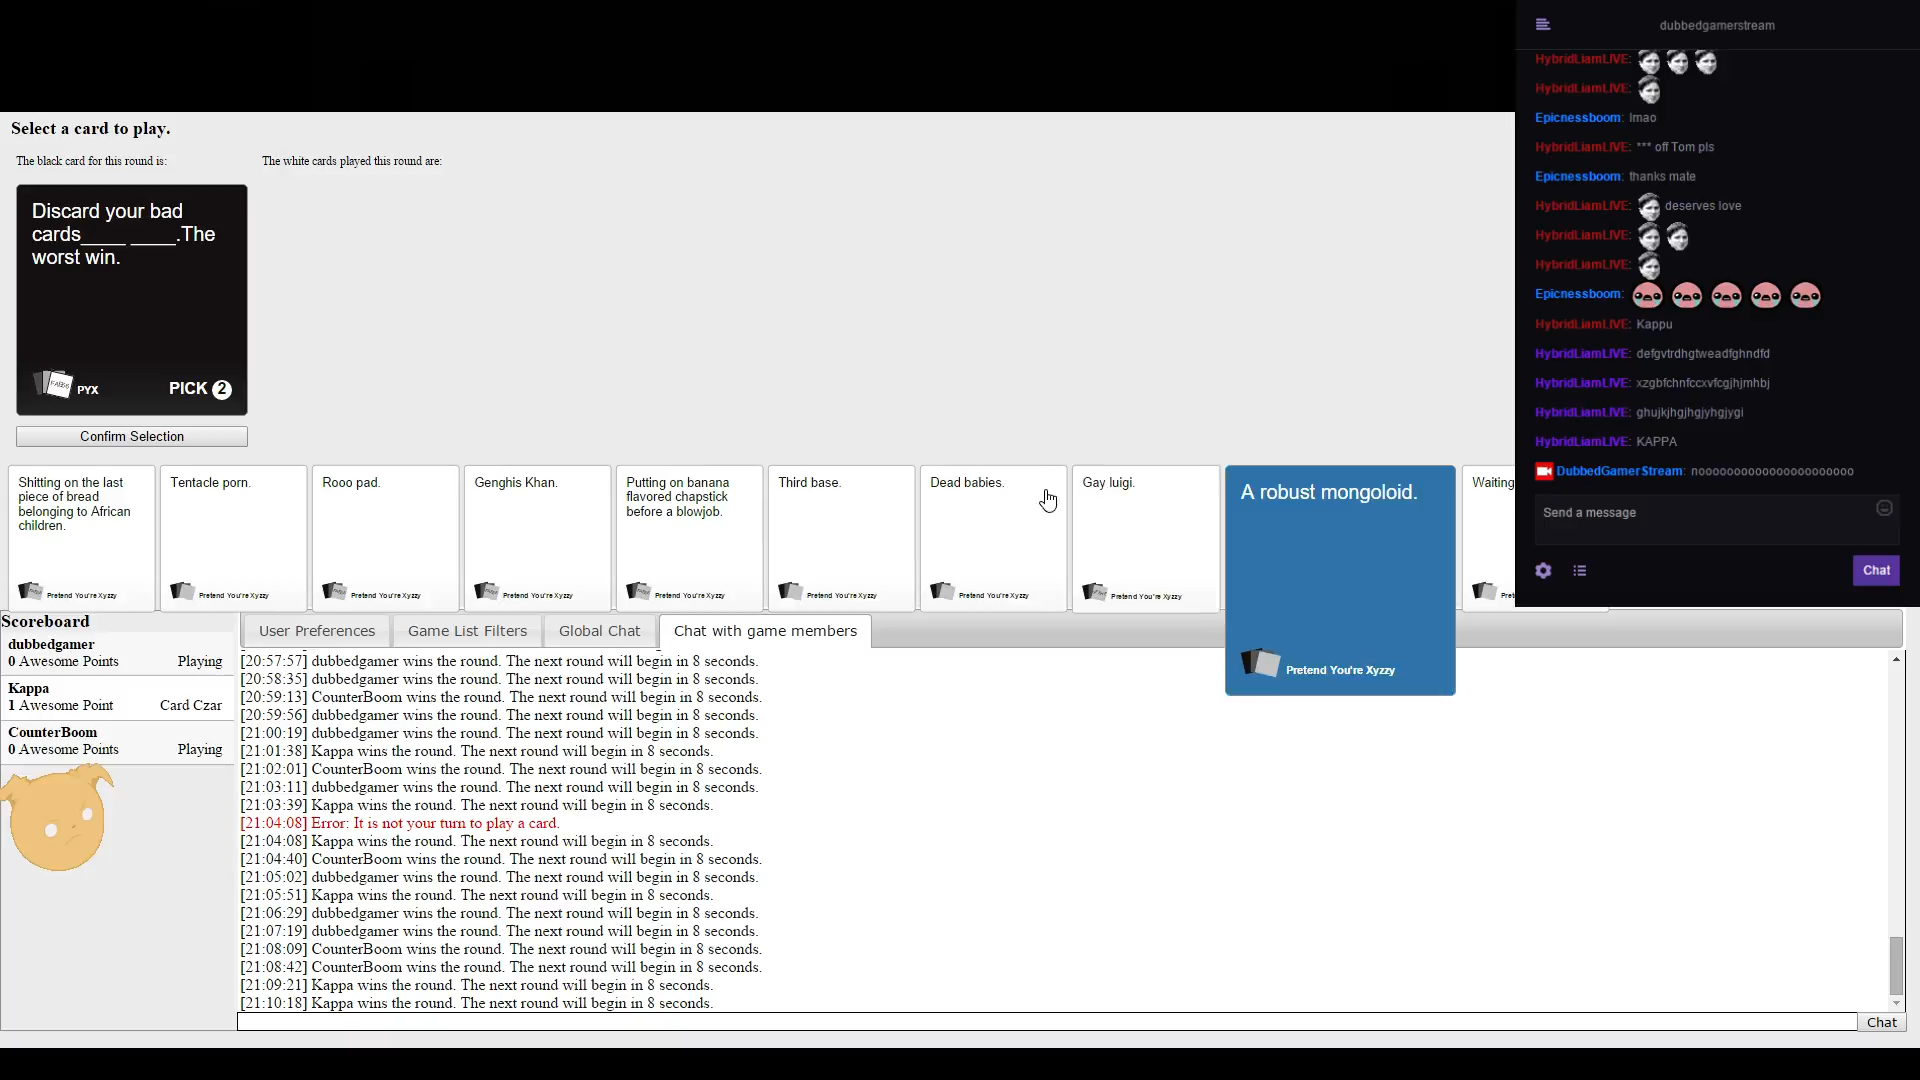 dubbedgamerstream
HybridLiamLIVE:
HybridLiamLIVE:
Epicnessboom: lmao
HybridLiamLIVE: *** off Tom pls
Epicnessboom: thanks mate
HybridLiamLIVE: deserves love
HybridLiamLIVE:
HybridLiamLIVE:
Epicnessboom:
HybridLiamLIVE: Kappu
HybridLiamLIVE: defgvtrdhgtweadfghndfd
HybridLiamLIVE: xzgbfchnfccxvfcgjhjmhbj
HybridLiamLIVE: ghujkjhgjhgjyhgjygi
HybridLiamLIVE: KAPPA
DubbedGamerStream: nooooooooooooooooooooooo
Send a message
Chat
Select a card to play.
The black card for this round is:
The white cards played this round are:
Discard your bad
cards____ ____.The
worst win.
PYX
PICK 2
Confirm Selection
Shitting on the last
piece of bread
belonging to African
children.
Pretend You're Xyzzy
Tentacle porn.
Pretend You're Xyzzy
Rooo pad.
Pretend You're Xyzzy
Genghis Khan.
Pretend You're Xyzzy
Putting on banana
flavored chapstick
before a blowjob.
Pretend You're Xyzzy
Third base.
Pretend You're Xyzzy
Dead babies.
Pretend You're Xyzzy
Gay luigi.
Pretend You're Xyzzy
A robust mongoloid.
Pretend You're Xyzzy
Waiting
Scoreboard
dubbedgamer
0 Awesome Points Playing
Kappa
1 Awesome Point Card Czar
CounterBoom
0 Awesome Points Playing
User Preferences
Game List Filters
Global Chat
Chat with game members
[20:57:57] dubbedgamer wins the round. The next round will begin in 8 seconds.
[20:58:35] dubbedgamer wins the round. The next round will begin in 8 seconds.
[20:59:13] CounterBoom wins the round. The next round will begin in 8 seconds.
[20:59:56] dubbedgamer wins the round. The next round will begin in 8 seconds.
[21:00:19] dubbedgamer wins the round. The next round will begin in 8 seconds.
[21:01:38] Kappa wins the round. The next round will begin in 8 seconds.
[21:02:01] CounterBoom wins the round. The next round will begin in 8 seconds.
[21:03:11] dubbedgamer wins the round. The next round will begin in 8 seconds.
[21:03:39] Kappa wins the round. The next round will begin in 8 seconds.
[21:04:08] Error: It is not your turn to play a card.
[21:04:08] Kappa wins the round. The next round will begin in 8 seconds.
[21:04:40] CounterBoom wins the round. The next round will begin in 8 seconds.
[21:05:02] dubbedgamer wins the round. The next round will begin in 8 seconds.
[21:05:51] Kappa wins the round. The next round will begin in 8 seconds.
[21:06:29] dubbedgamer wins the round. The next round will begin in 8 seconds.
[21:07:19] dubbedgamer wins the round. The next round will begin in 8 seconds.
[21:08:09] CounterBoom wins the round. The next round will begin in 8 seconds.
[21:08:42] CounterBoom wins the round. The next round will begin in 8 seconds.
[21:09:21] Kappa wins the round. The next round will begin in 8 seconds.
[21:10:18] Kappa wins the round. The next round will begin in 8 seconds.
Chat